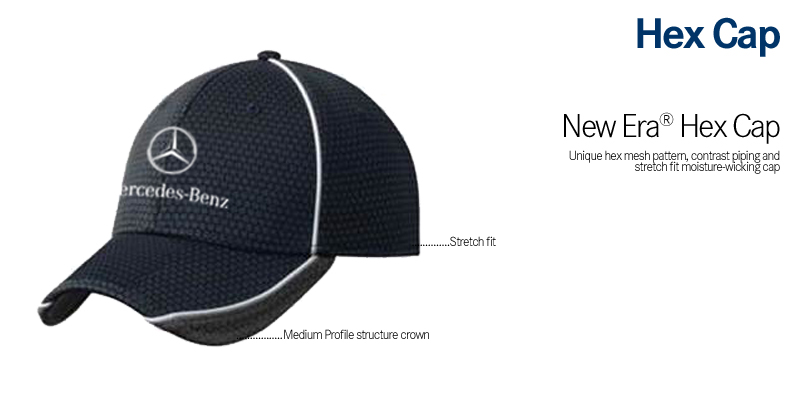 Hex Cap
New Era® Hex Cap
Unique hex mesh pattern, contrast piping and
stretch fit moisture-wicking cap
ercedes-Benz
Stretch fit
Medium Profile structure crown